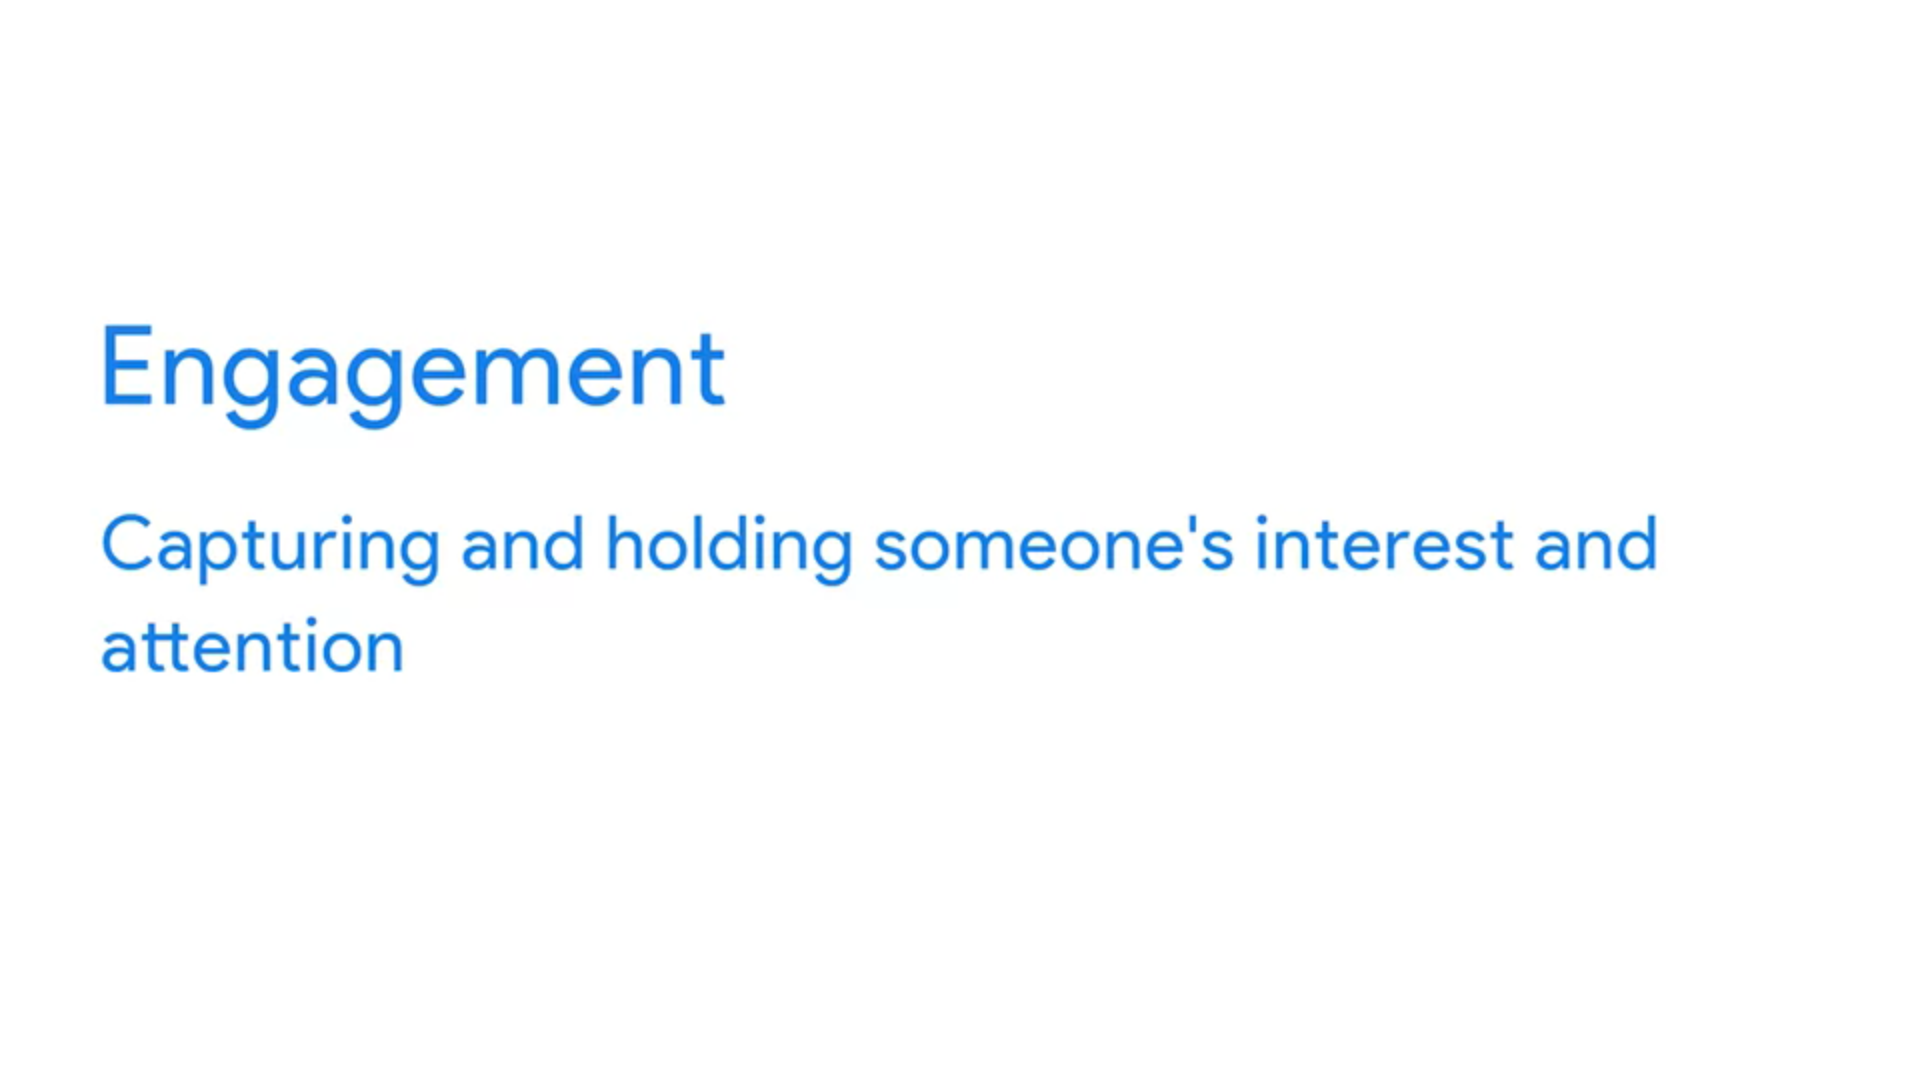 Engagement
Capturing and holding someone's interest and
attention